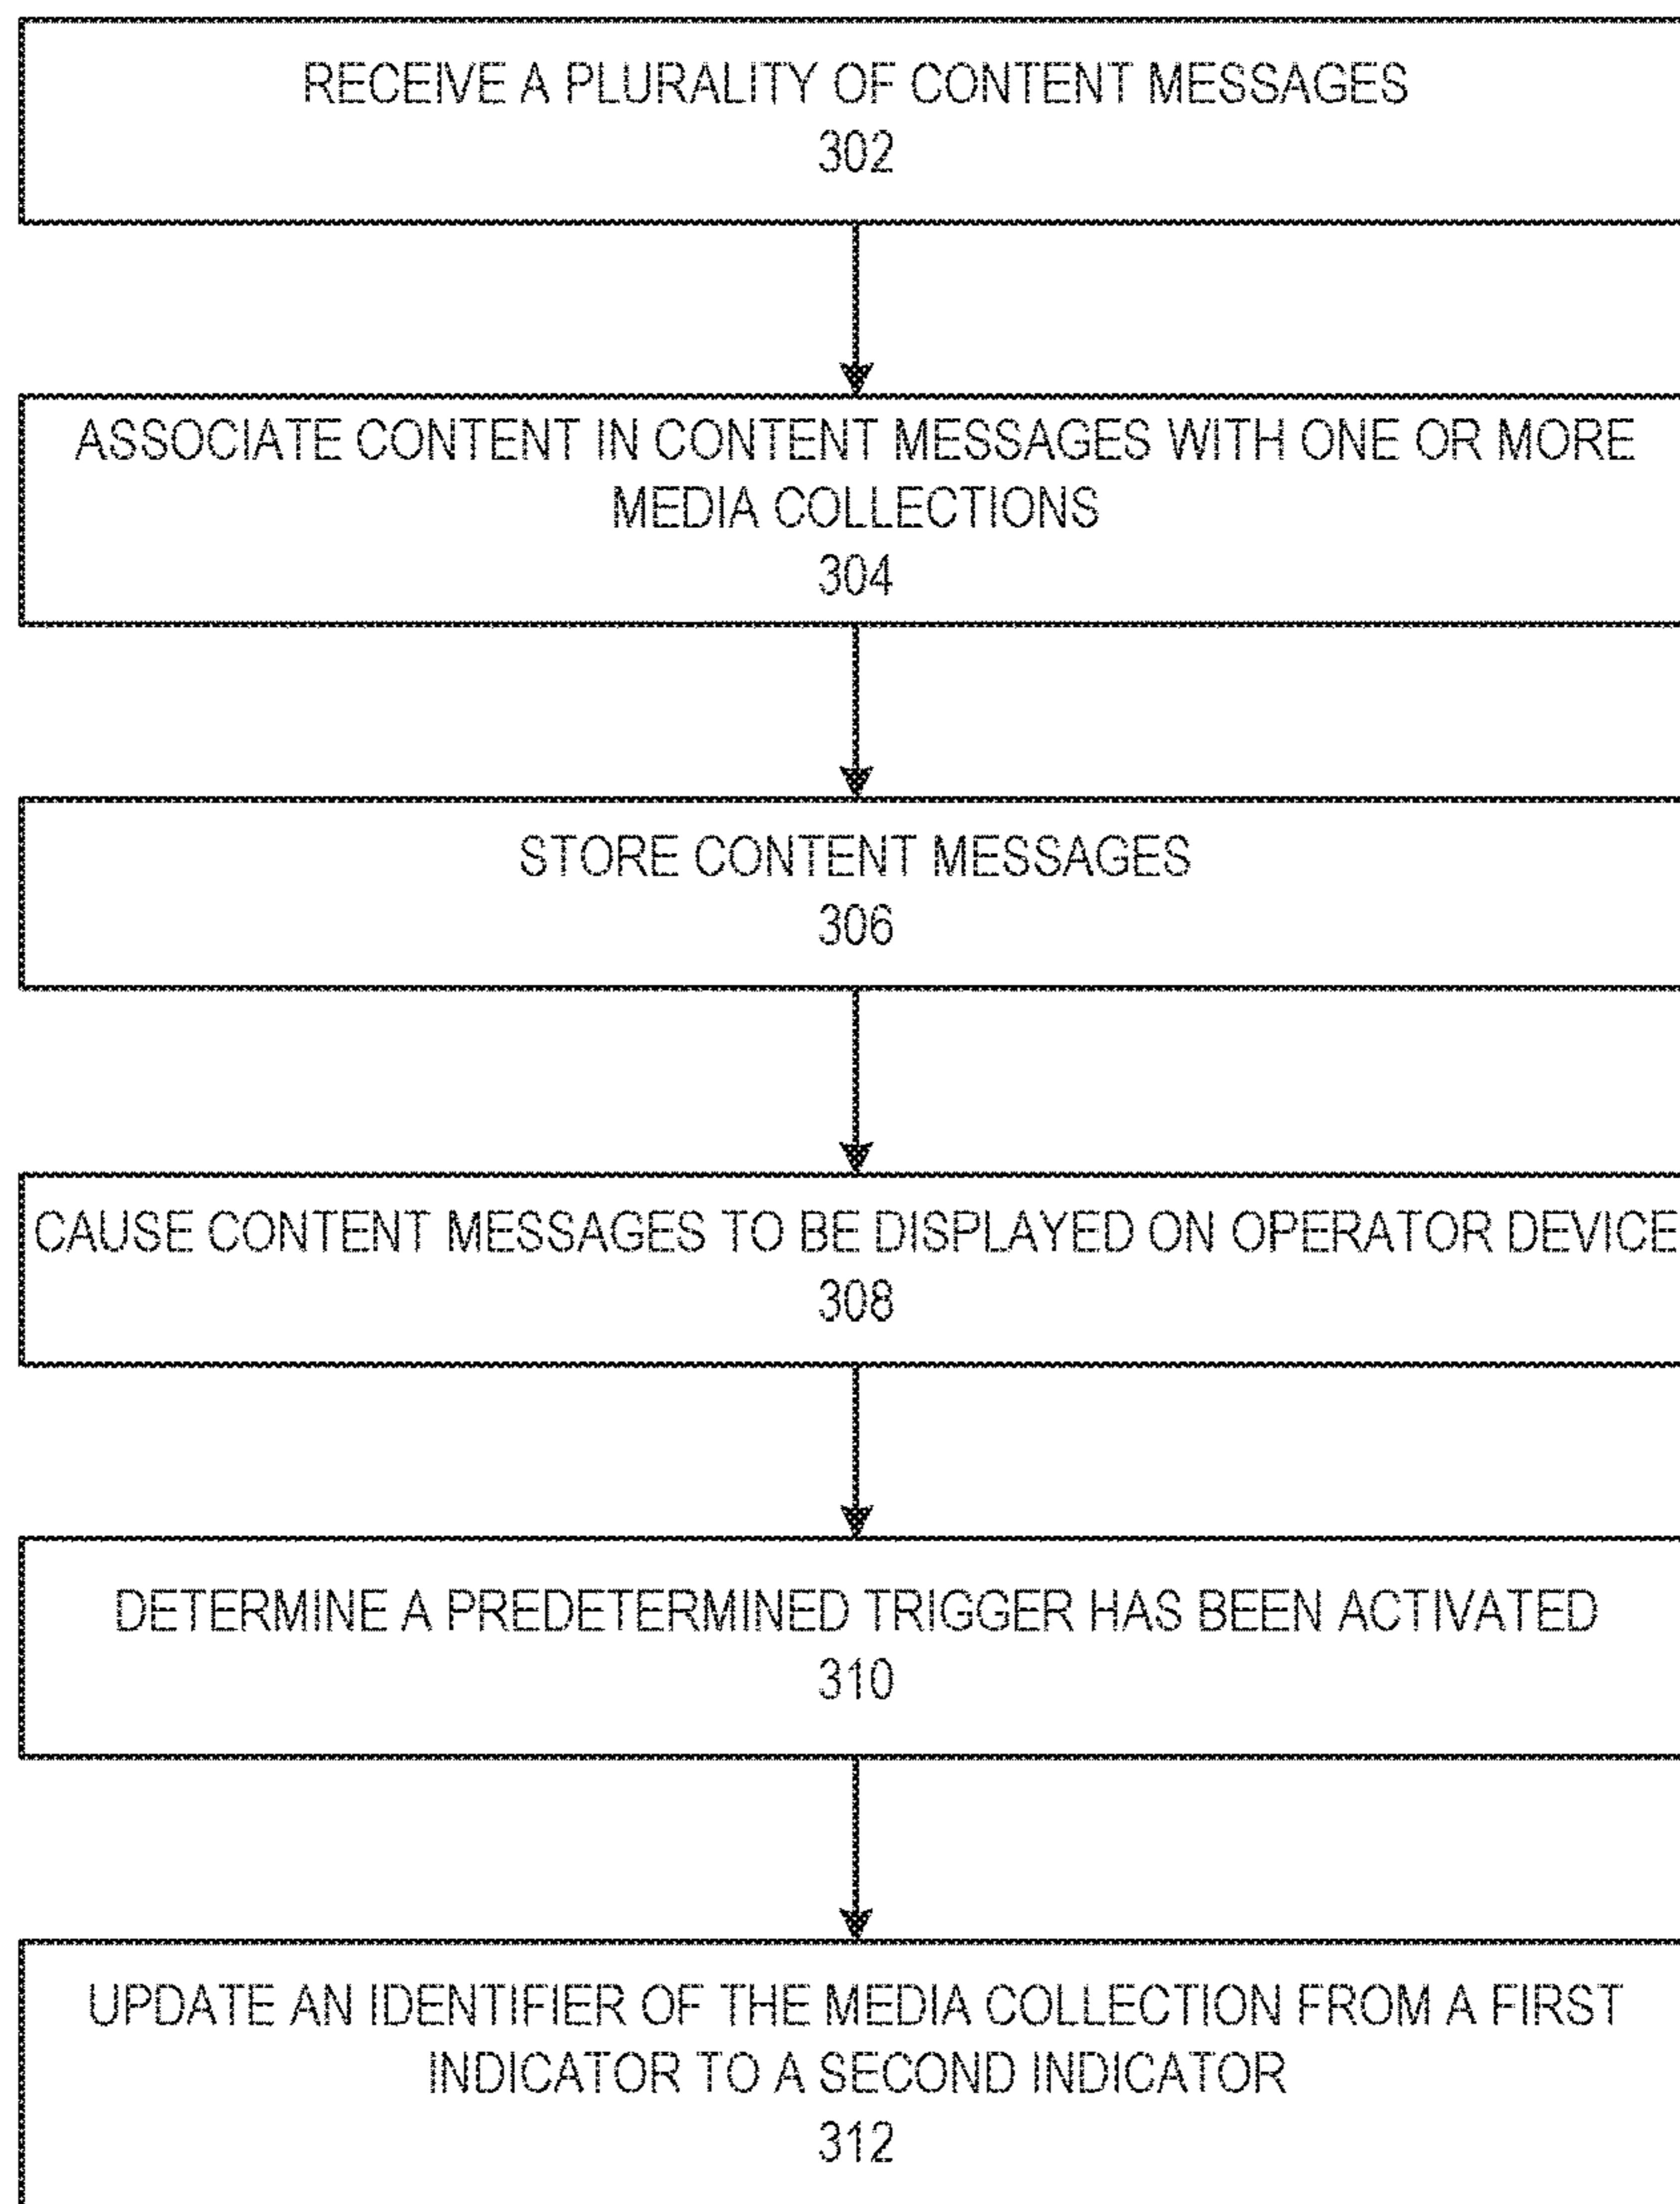 RECEIVE A PLURALITY OF CONTENT MESSAGES
302
ASSOCIATE CONTENT IN CONTENT MESSAGES WITH ONE OR MORE
MEDIA COLLECTIONS
304
STORE CONTENT MESSAGES
306
CAUSE CONTENT MESSAGES TO BE DISPLAYED ON OPERATOR DEVICE
308
DETERMINE A PREDETERMINED TRIGGER HAS BEEN ACTIVATED
310
UPDATE AN IDENTIFIER OF THE MEDIA COLLECTION FROM A FIRST
INDICATOR TO A SECOND INDICATOR
312